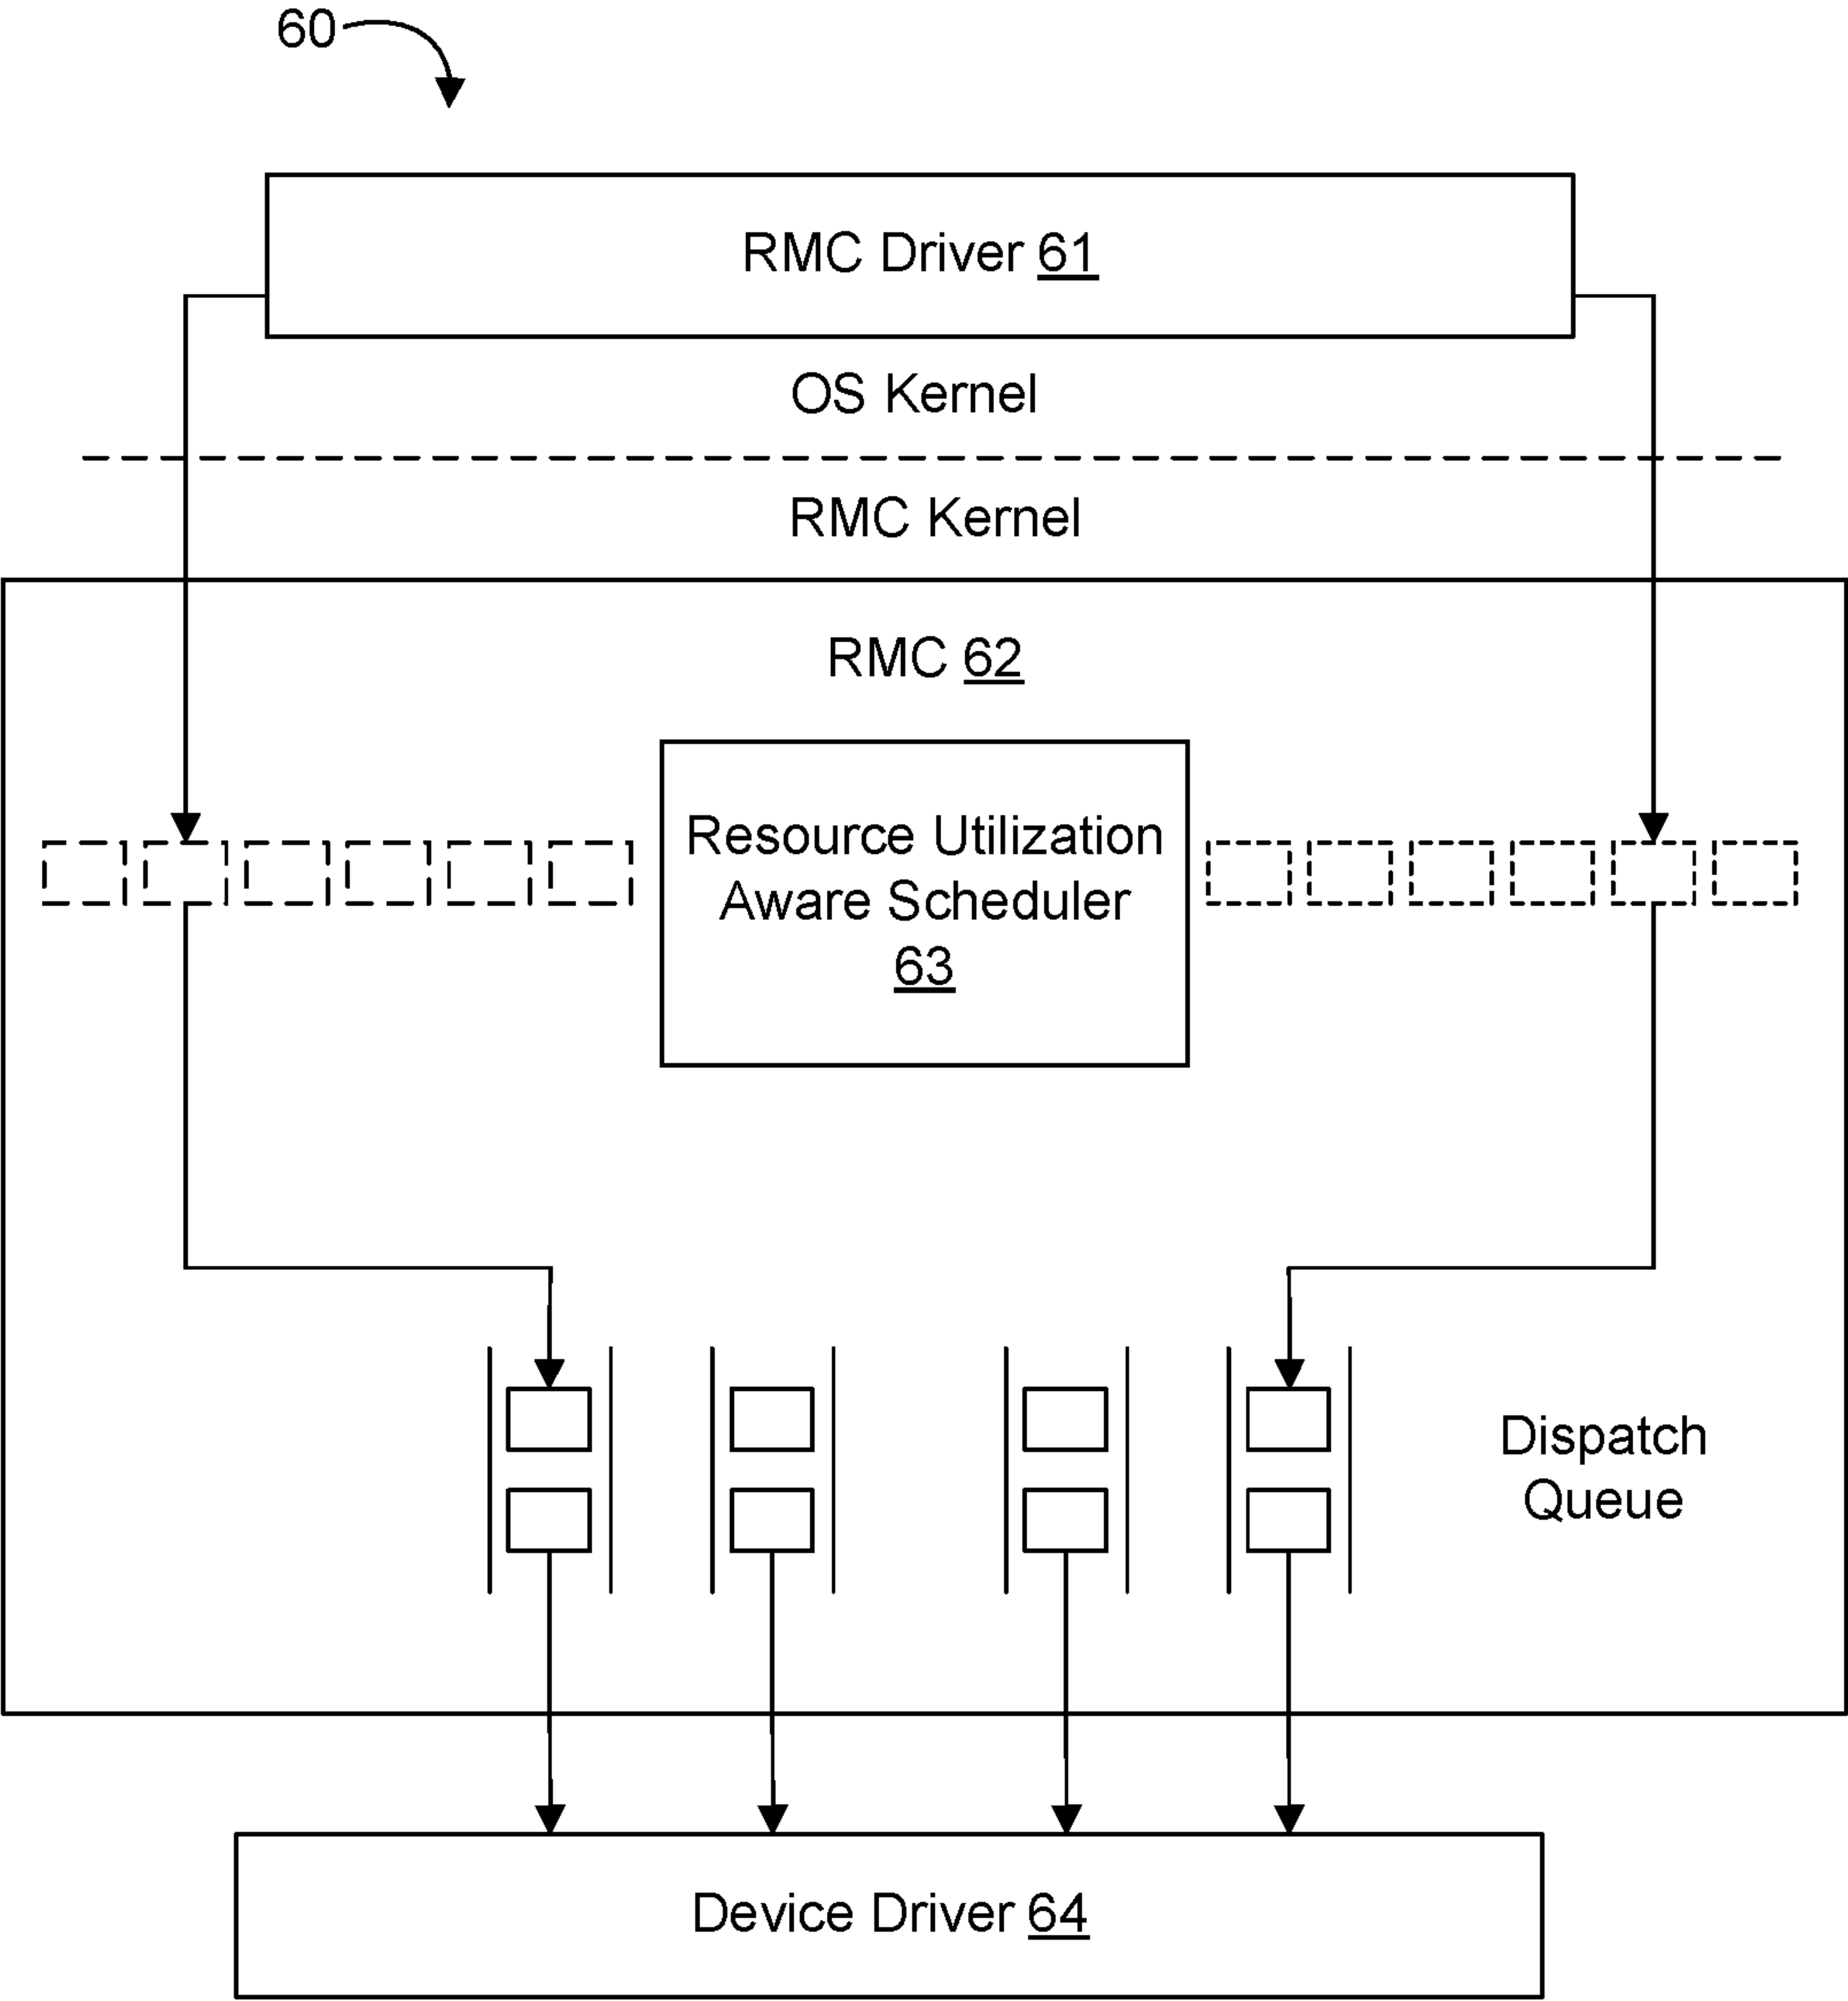 60
RMC Driver 61
OS Kernel
RMC Kernel
RMC 62
Resource Utilization
Aware Scheduler
63
Dispatch
Queue
Device Driver 64